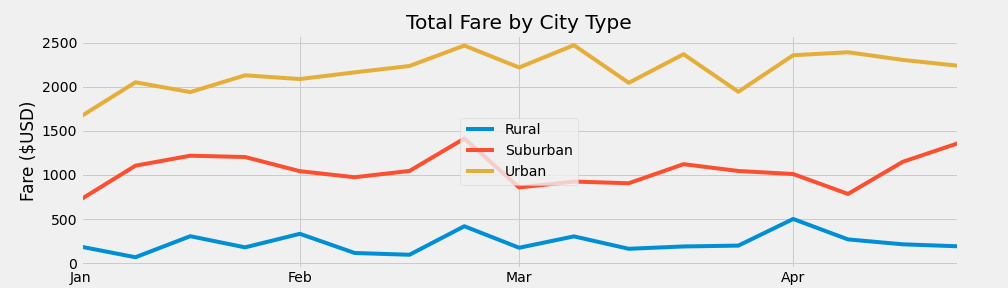 Total Fare by City Type
Fare ($USD)
2500
2000
1500
1000
500
0
Rural
Suburban
Urban
Jan Feb Mar Apr